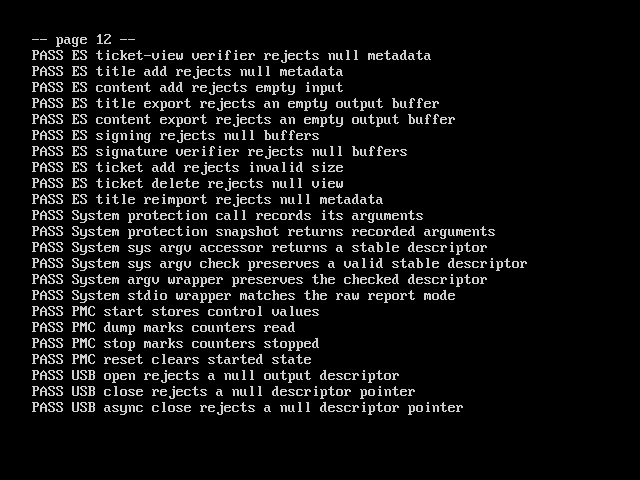 -- page 12 --
PASS ES ticket-view verifier rejects null metadata
PASS ES title add rejects null metadata
PASS ES content add rejects empty input
PASS ES title export rejects an empty output buffer
PASS ES content export rejects an empty output buffer
PASS ES signing rejects null buffers
PASS ES signature verifier rejects null buffers
PASS ES ticket add rejects invalid size
PASS ES ticket delete rejects null view
PASS ES title reimport rejects null metadata
PASS System protection call records its arguments
PASS System protection snapshot returns recorded arguments
PASS System sys argv accessor returns a stable descriptor
PASS System sys argv check preserves a valid stable descriptor
PASS System argv wrapper preserves the checked descriptor
PASS System stdio wrapper matches the raw report mode
PASS PMC start stores control values
PASS PMC dump marks counters read
PASS PMC stop marks counters stopped
PASS PMC reset clears started state
PASS USB open rejects a null output descriptor
PASS USB close rejects a null descriptor pointer
PASS USB async close rejects a null descriptor pointer